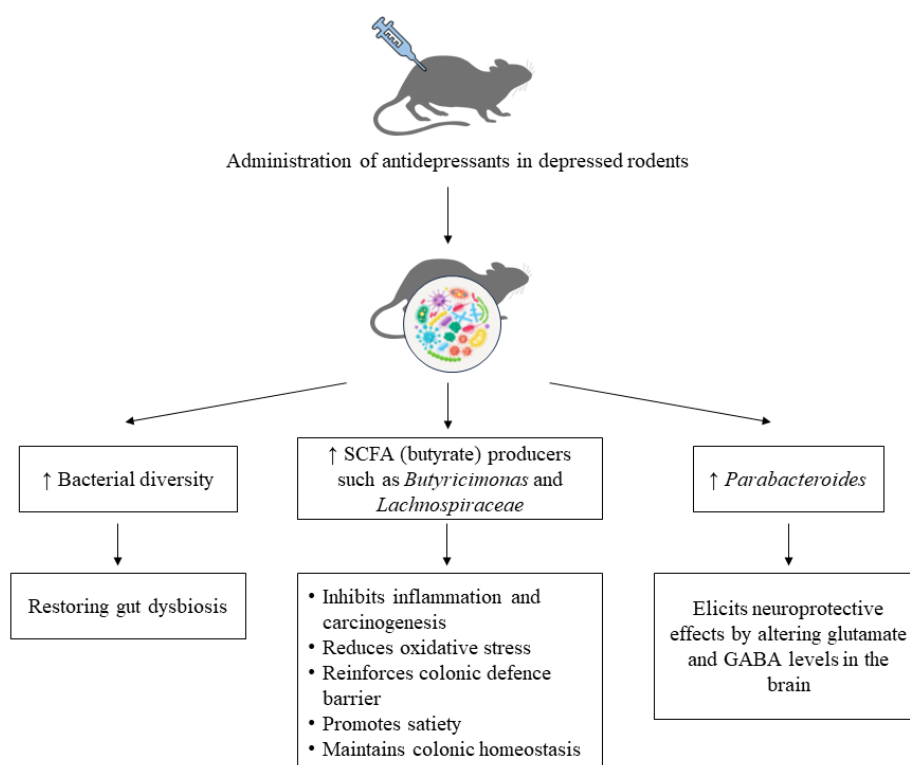 Administration of antidepressants in depressed rodents
↑ Bacterial diversity
↑ SCFA (butyrate) producers
such as Butyricimonas and
Lachnospiraceae
↑ Parabacteroides
Restoring gut dysbiosis
• Inhibits inflammation and
carcinogenesis
• Reduces oxidative stress
• Reinforces colonic defence
barrier
• Promotes satiety
• Maintains colonic homeostasis
Elicits neuroprotective
effects by altering glutamate
and GABA levels in the
brain